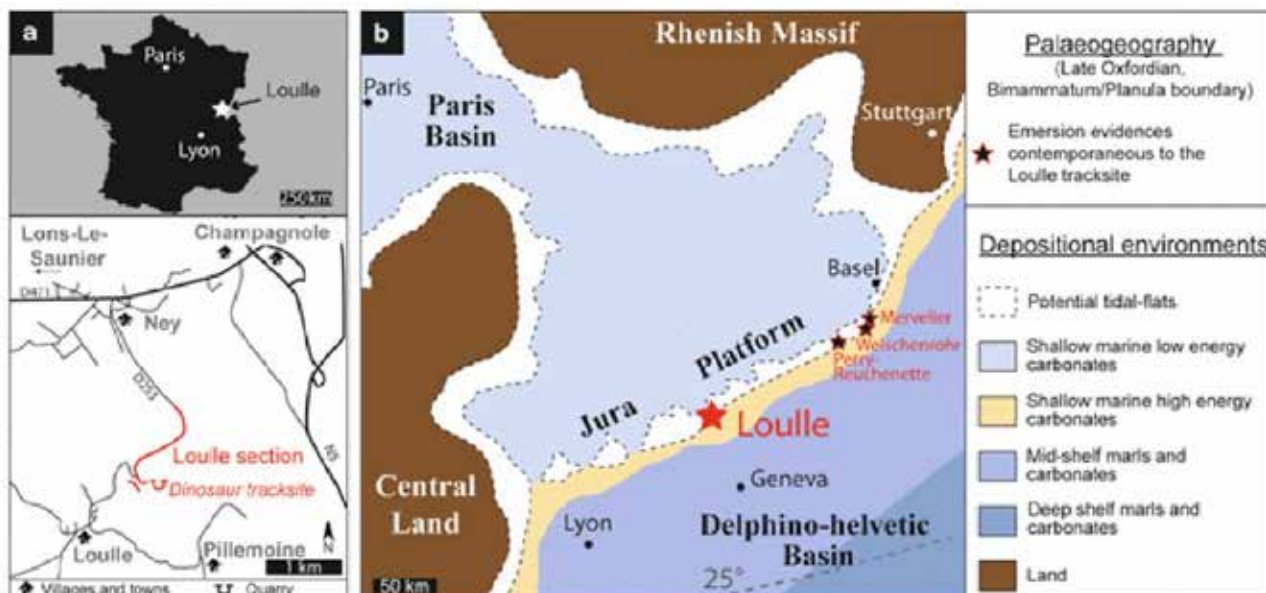 a
Paris
Loulle
Lyon
250km
Lons-Le-
Saunier
Champagnole
D471
Ney
D253
N5
Loulle section
Dinosaur tracksite
N
Loulle
Pillemoine
1 km
Villages and towns
Quarry
b
Rhenish Massif
Paris
Paris
Basin
Stuttgart
Basel
Mervelier
Welschenrohr
Pery-
Reuchenette
Platform
Jura
Loulle
Central
Land
Geneva
Lyon
Delphino-helvetic
Basin
25°
50 km
Palaeogeography
(Late Oxfordian,
Bimammatum/Planula boundary)
Emersion evidences
contemporaneous to the
Loulle tracksite
Depositional environments
Potential tidal-flats
Shallow marine low energy
carbonates
Shallow marine high energy
carbonates
Mid-shelf marls and
carbonates
Deep shelf marls and
carbonates
Land